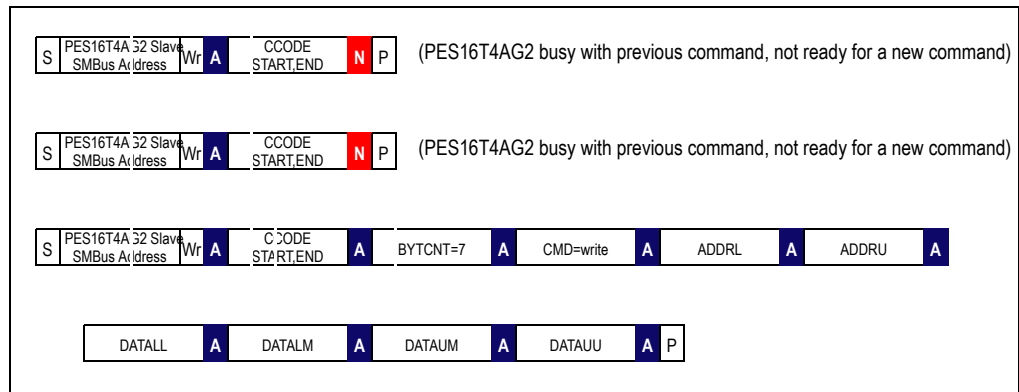 S PES16T4AG2 Slave SMBus Address Wr A CCODE START,END N P (PES16T4AG2 busy with previous command, not ready for a new command)
S PES16T4AG2 Slave SMBus Address Wr A CCODE START,END N P (PES16T4AG2 busy with previous command, not ready for a new command)
S PES16T4AG2 Slave SMBus Address Wr A CCODE START,END A BYTCNT=7 A CMD=write A ADDRL A ADDRU A
DATALL A DATALM A DATAUM A DATAUU A P